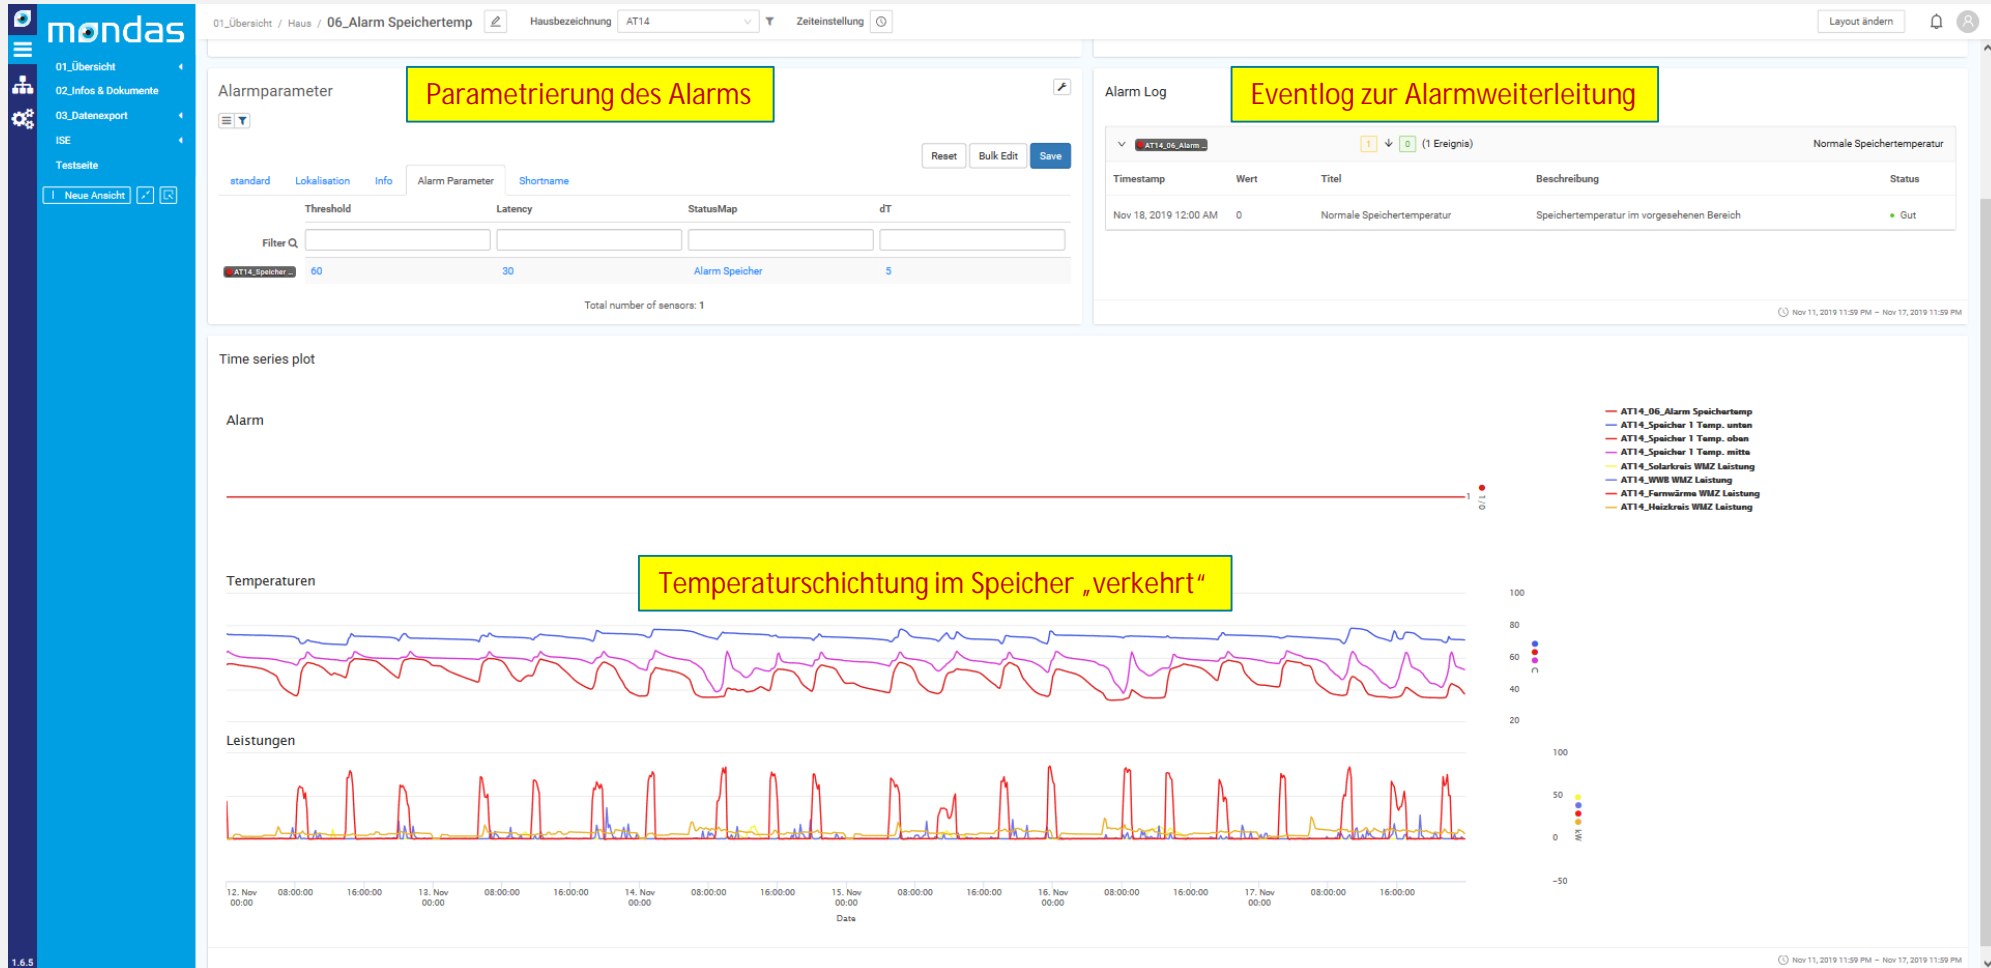 mondas
01_Übersicht / Haus / 06_Alarm Speichertemp
Hausbezeichnung AT14
Zeiteinstellung
Layout ändern
01_Übersicht
02_Infos & Dokumente
03_Datenexport
ISE
Testseite
Neue Ansicht
1.6.5
Alarmparameter
Parametrierung des Alarms
Reset Bulk Edit Save
standard Lokalisation Info Alarm Parameter Shortname
Threshold Latency StatusMap dT
Filter
AT14_Speicher ... 60 30 Alarm Speicher 5
Total number of sensors: 1
Alarm Log
Eventlog zur Alarmweiterleitung
AT14_06_Alarm ... 1 ↓ 0 (1 Ereignis) Normale Speichertemperatur
Timestamp Wert Titel Beschreibung Status
Nov 18, 2019 12:00 AM 0 Normale Speichertemperatur Speichertemperatur im vorgesehenen Bereich Gut
Nov 11, 2019 11:59 PM – Nov 17, 2019 11:59 PM
Time series plot
Alarm
1
1 / 0
AT14_06_Alarm Speichertemp
AT14_Speicher 1 Temp. unten
AT14_Speicher 1 Temp. oben
AT14_Speicher 1 Temp. mitte
AT14_Solarkreis WMZ Leistung
AT14_WWB WMZ Leistung
AT14_Fernwärme WMZ Leistung
AT14_Heizkreis WMZ Leistung
Temperaturen
Temperaturschichtung im Speicher „verkehrt“
100
80
60
40
20
C
Leistungen
100
50
0
-50
kW
12. Nov 08:00:00 16:00:00 13. Nov 08:00:00 16:00:00 14. Nov 08:00:00 16:00:00 15. Nov 08:00:00 16:00:00 16. Nov 08:00:00 16:00:00 17. Nov 08:00:00 16:00:00
00:00 00:00 00:00 00:00 00:00 00:00
Date
Nov 11, 2019 11:59 PM – Nov 17, 2019 11:59 PM